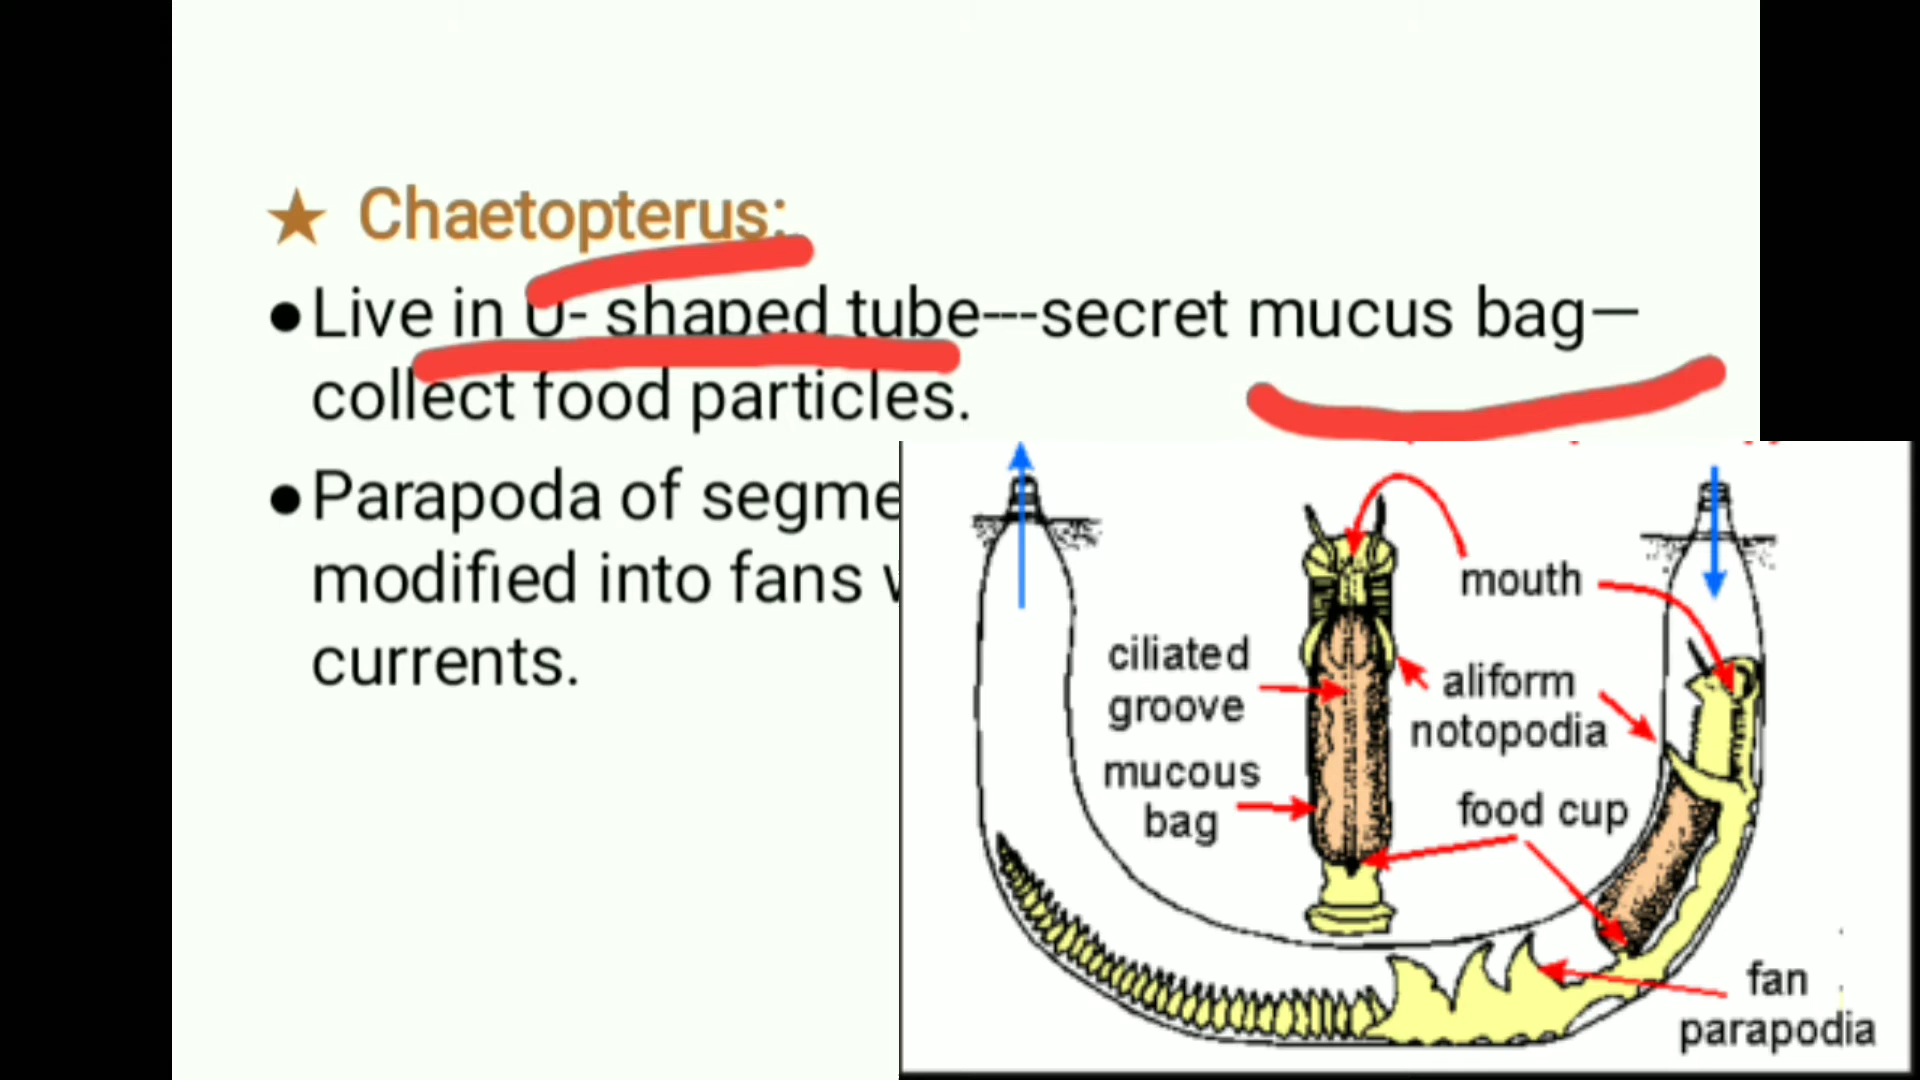 ★ Chaetopterus:
●Live in U- shaped tube---secret mucus bag—
collect food particles.
●Parapoda of segme
modified into fans
currents.
mouth
ciliated
groove
aliform
notopodia
mucous
bag
food cup
fan
parapodia